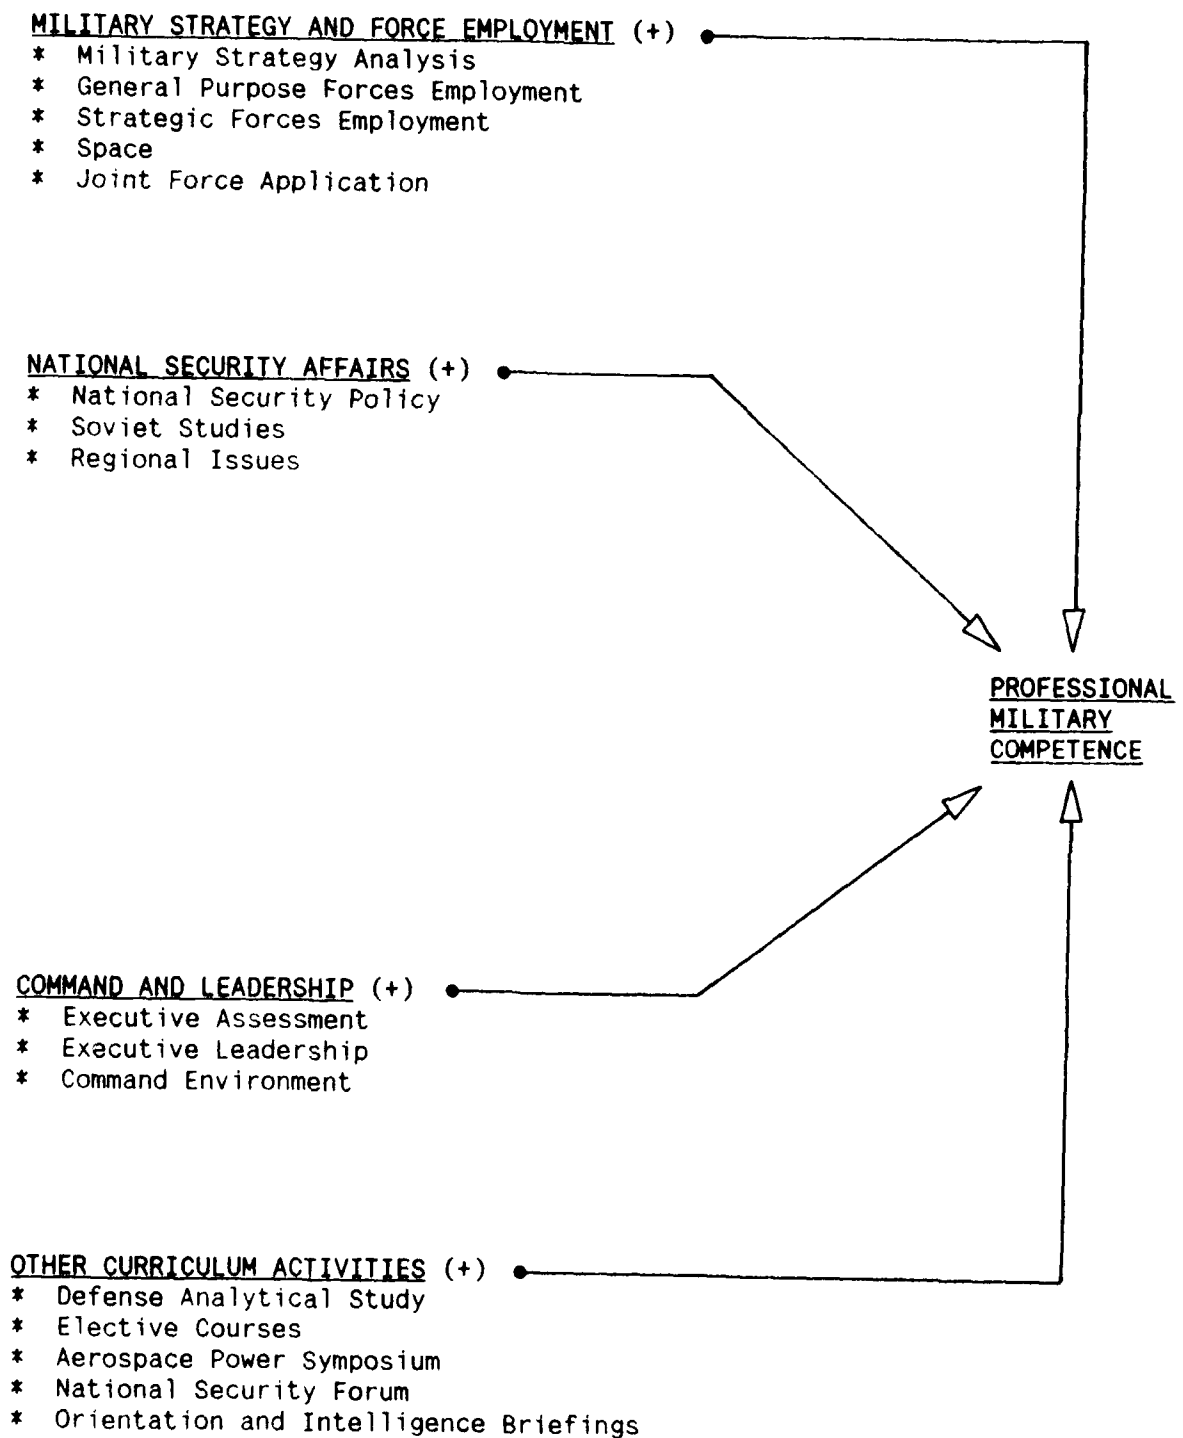 MILITARY STRATEGY AND FORCE EMPLOYMENT (+)
* Military Strategy Analysis
* General Purpose Forces Employment
* Strategic Forces Employment
* Space
* Joint Force Application
NATIONAL SECURITY AFFAIRS (+)
* National Security Policy
* Soviet Studies
* Regional Issues
PROFESSIONAL
MILITARY
COMPETENCE
COMMAND AND LEADERSHIP (+)
* Executive Assessment
* Executive Leadership
* Command Environment
OTHER CURRICULUM ACTIVITIES (+)
* Defense Analytical Study
* Elective Courses
* Aerospace Power Symposium
* National Security Forum
* Orientation and Intelligence Briefings